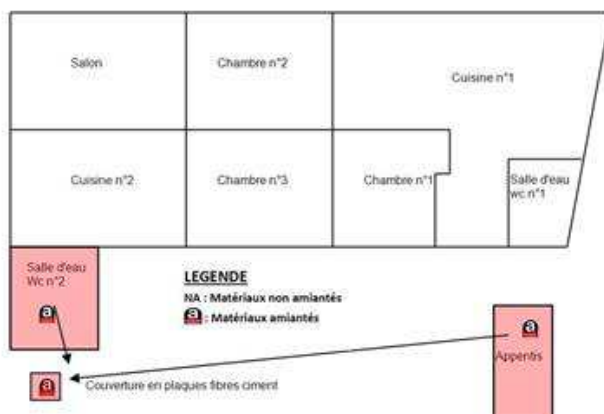 Salon
Chambre n°2
Cuisine n°1
Cuisine n°2
Chambre n°3
Chambre n°1
Salle d'eau
wc n°1
Salle d'eau
Wc n°2
a
LEGENDE
NA : Matériaux non amiantés
a : Matériaux amiantés
a
Appentis
a
Couverture en plaques fibres ciment